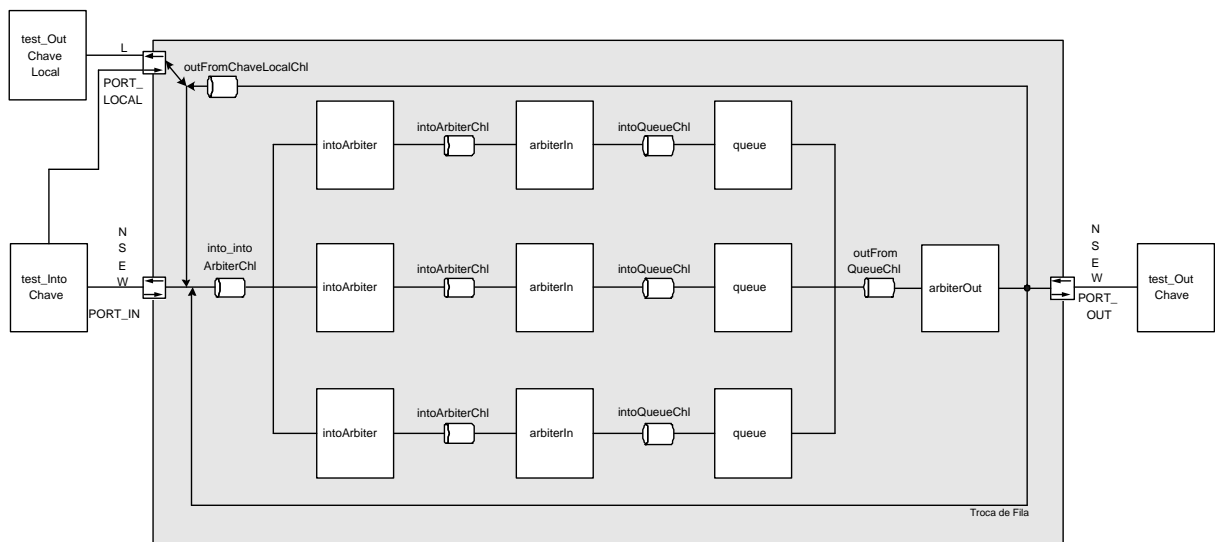 test_Out
Chave
Local
L
PORT_
LOCAL
outFromChaveLocalChl
intoArbiter
intoArbiterChl
arbiterIn
intoQueueChl
queue
test_Into
Chave
N
S
E
W
PORT_IN
into_into
ArbiterChl
intoArbiter
intoArbiterChl
arbiterIn
intoQueueChl
queue
outFrom
QueueChl
arbiterOut
N
S
E
W
PORT_
OUT
test_Out
Chave
intoArbiter
intoArbiterChl
arbiterIn
intoQueueChl
queue
Troca de Fila